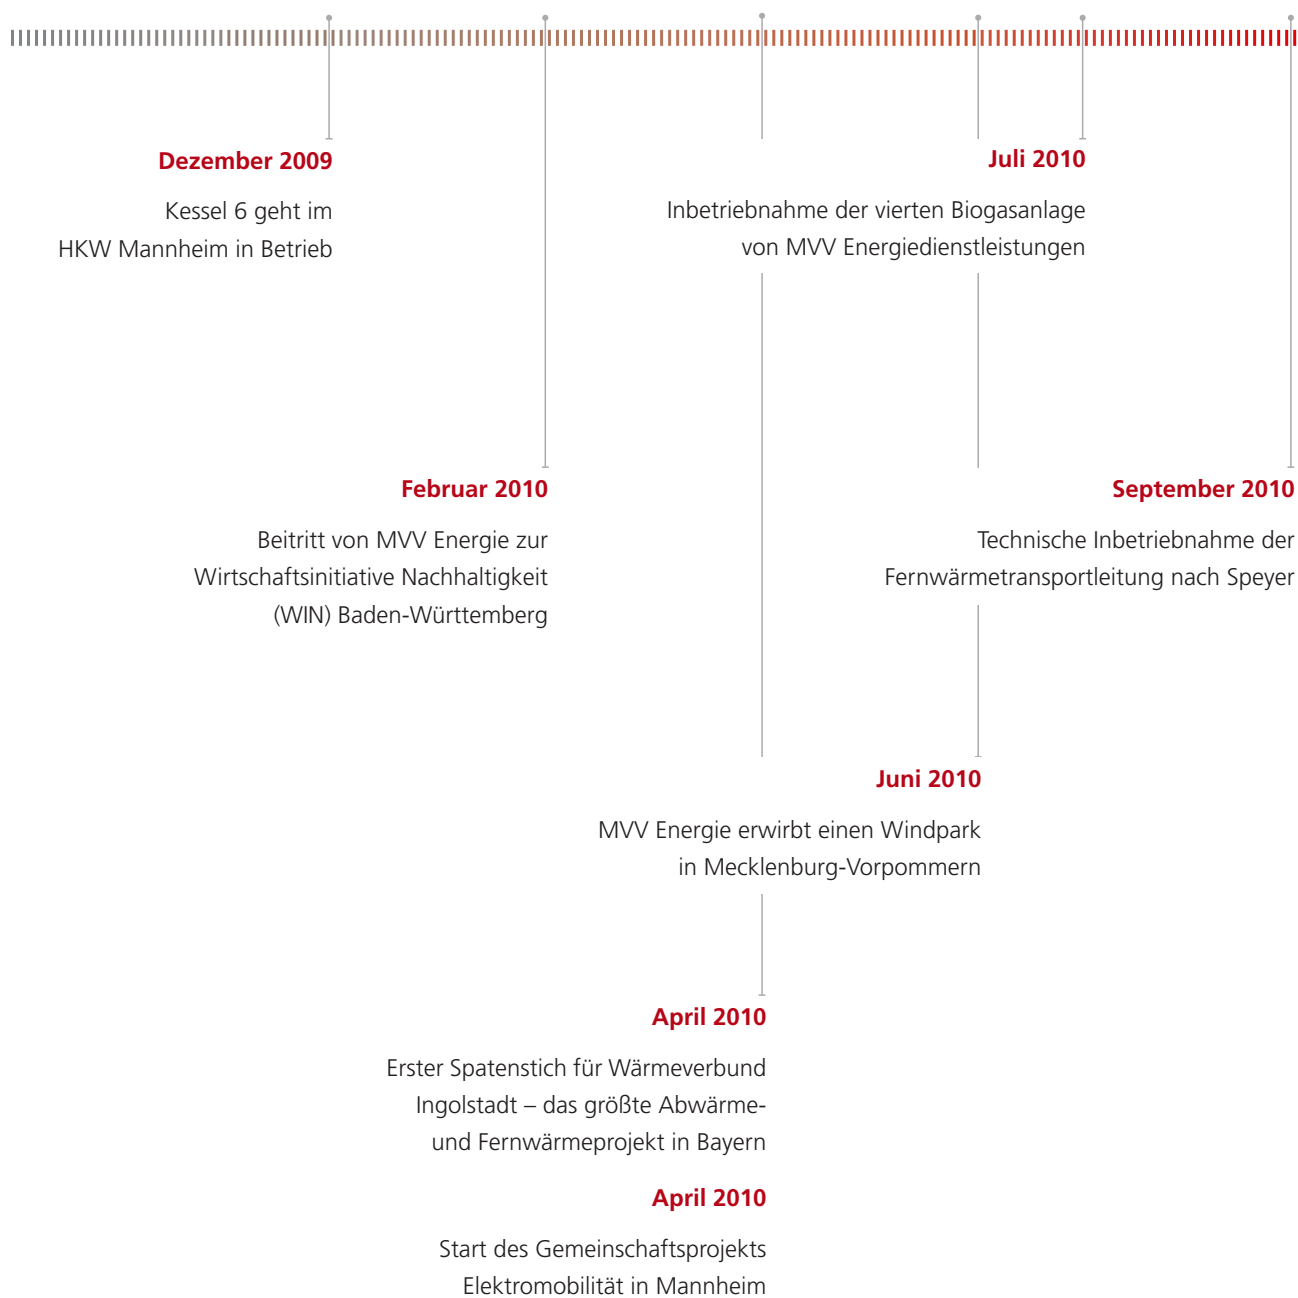 Dezember 2009
Kessel 6 geht im
HKW Mannheim in Betrieb
Juli 2010
Inbetriebnahme der vierten Biogasanlage
von MVV Energiedienstleistungen
Februar 2010
Beitritt von MVV Energie zur
Wirtschaftsinitiative Nachhaltigkeit
(WIN) Baden-Württemberg
September 2010
Technische Inbetriebnahme der
Fernwärmetransportleitung nach Speyer
Juni 2010
MVV Energie erwirbt einen Windpark
in Mecklenburg-Vorpommern
April 2010
Erster Spatenstich für Wärmeverbund
Ingolstadt – das größte Abwärme-
und Fernwärmeprojekt in Bayern
April 2010
Start des Gemeinschaftsprojekts
Elektromobilität in Mannheim